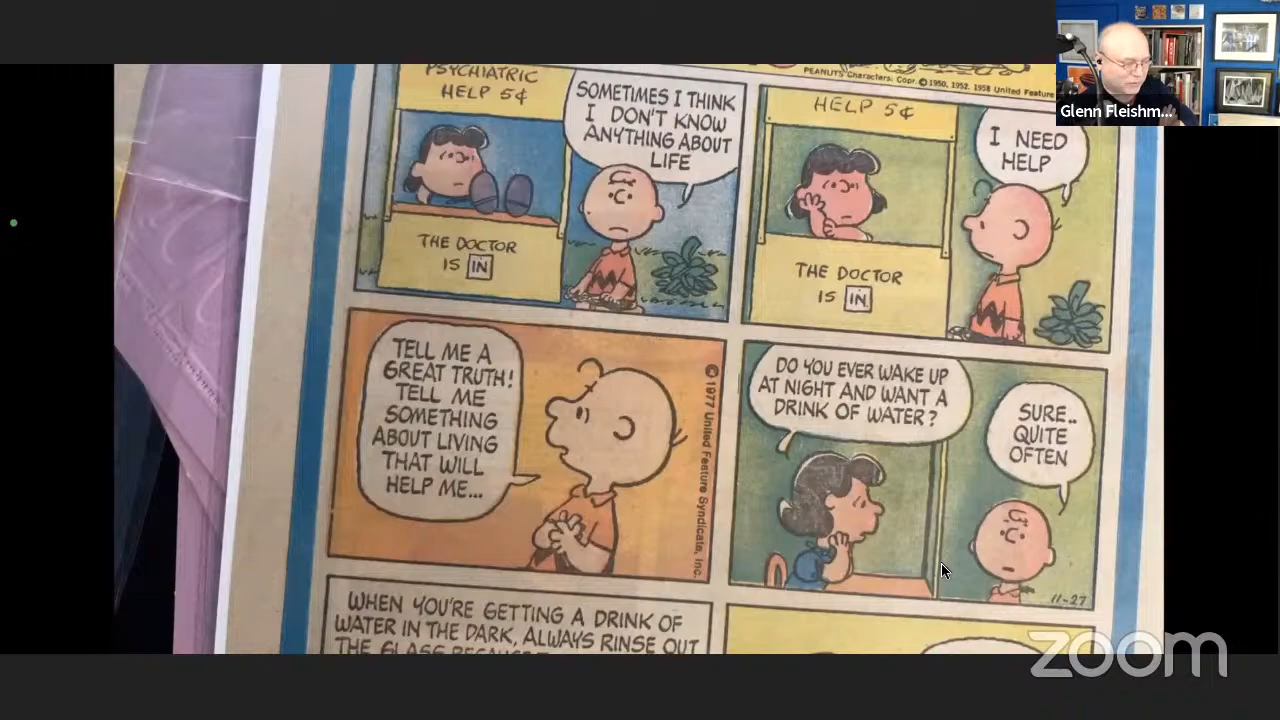 PEANUTS Characters: Copr. © 1950, 1952, 1958 United Feature
Glenn Fleishm...
PSYCHIATRIC
HELP 5¢
SOMETIMES I THINK
I DON'T KNOW
ANYTHING ABOUT
LIFE
THE DOCTOR
IS IN
HELP 5¢
I NEED
HELP
THE DOCTOR
IS IN
TELL ME A
GREAT TRUTH!
TELL ME
SOMETHING
ABOUT LIVING
THAT WILL
HELP ME...
© 1977 United Feature Syndicate, Inc.
DO YOU EVER WAKE UP
AT NIGHT AND WANT A
DRINK OF WATER?
SURE..
QUITE
OFTEN
11-27
WHEN YOU'RE GETTING A DRINK OF
WATER IN THE DARK, ALWAYS RINSE OUT
THE GLASS
zoom